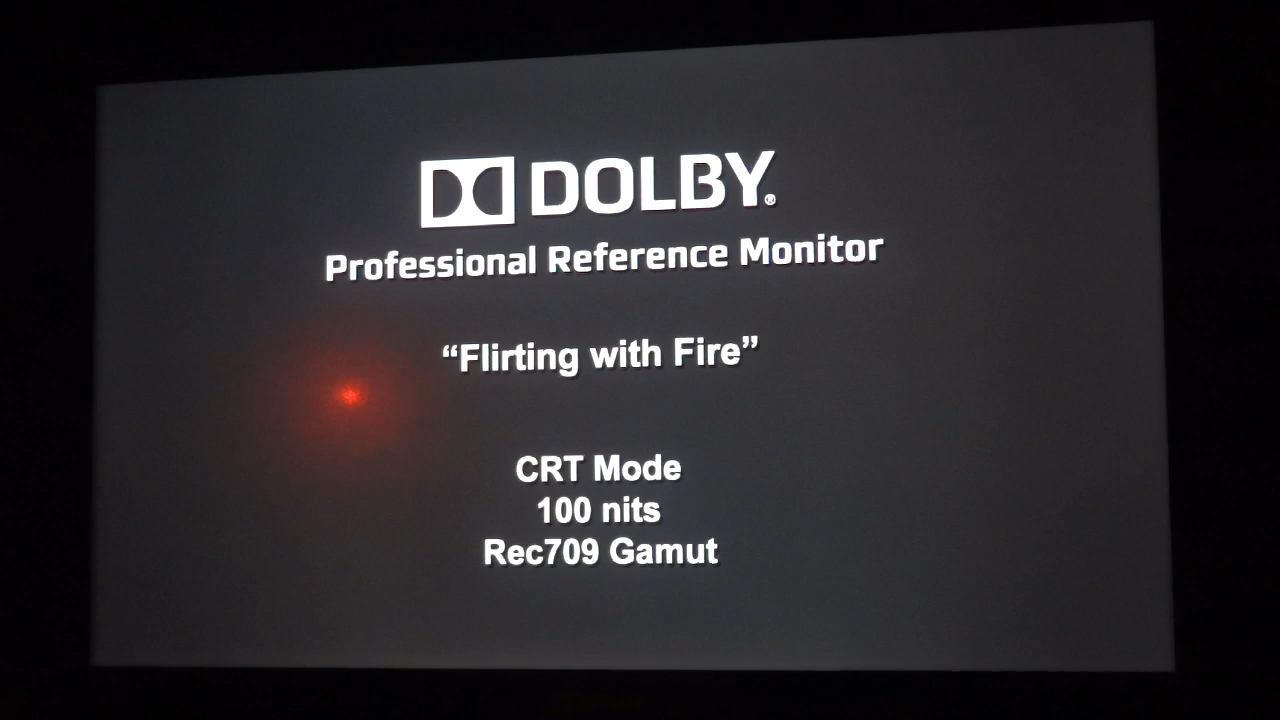 DOLBY®
Professional Reference Monitor
“Flirting with Fire”
CRT Mode
100 nits
Rec709 Gamut